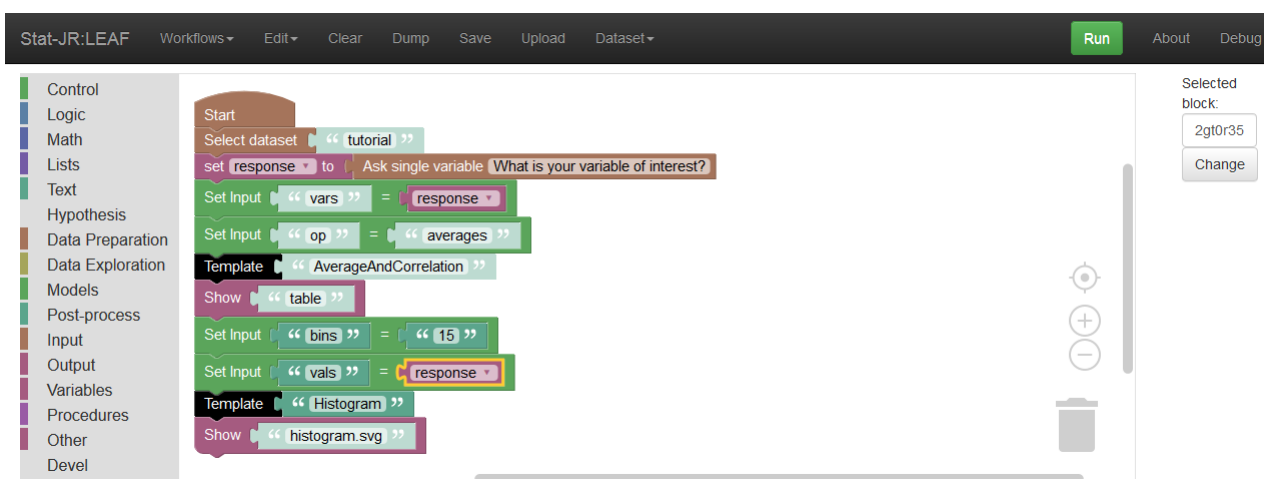 Stat-JR:LEAF Workflows Edit Clear Dump Save Upload Dataset Run About Debug
Control
Logic
Math
Lists
Text
Hypothesis
Data Preparation
Data Exploration
Models
Post-process
Input
Output
Variables
Procedures
Other
Devel
Start
Select dataset “ tutorial ”
set response to Ask single variable What is your variable of interest?
Set Input “ vars ” = response
Set Input “ op ” = “ averages ”
Template “ AverageAndCorrelation ”
Show “ table ”
Set Input “ bins ” = “ 15 ”
Set Input “ vals ” = response
Template “ Histogram ”
Show “ histogram.svg ”
Selected
block:
2gt0r35
Change